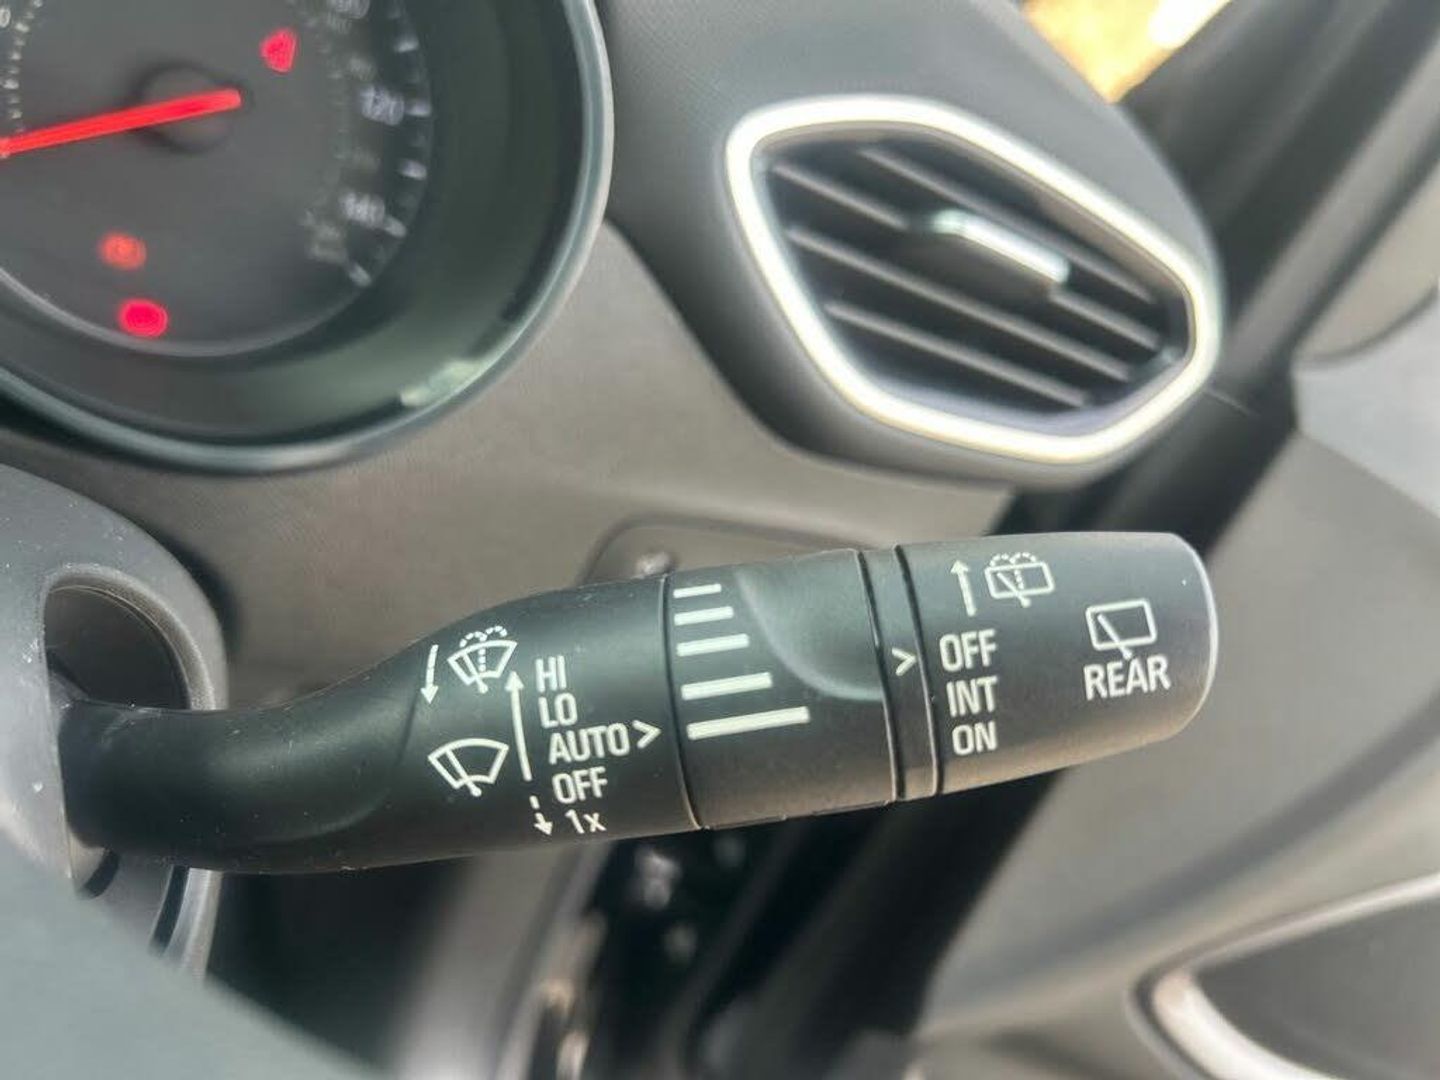 120
140
HI
LO
AUTO >
OFF
1x
> OFF
INT
ON
REAR